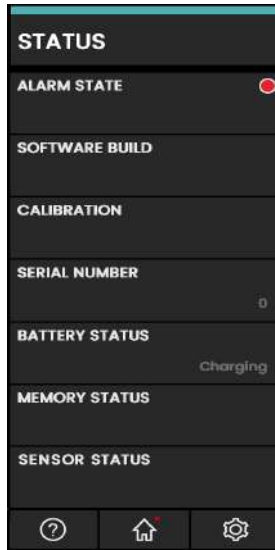 STATUS
ALARM STATE
SOFTWARE BUILD
CALIBRATION
SERIAL NUMBER
0
BATTERY STATUS
Charging
MEMORY STATUS
SENSOR STATUS
?